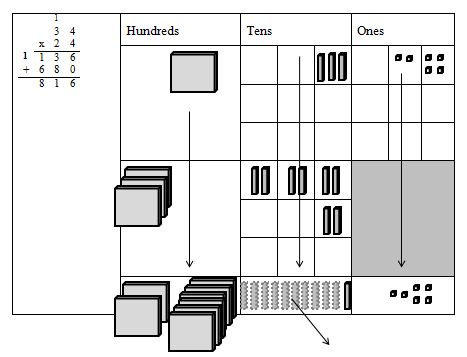 1
3 4
x 2 4
1 1 3 6
+ 6 8 0
8 1 6
Hundreds Tens Ones